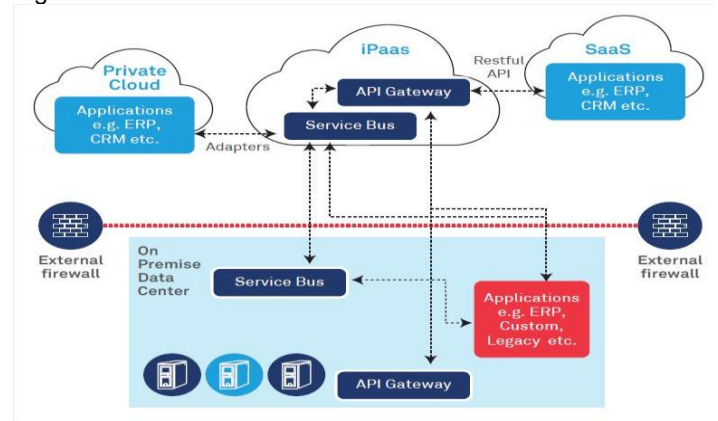 iPaas
SaaS
Private
Cloud
Restful
API
Applications
e.g. ERP,
CRM etc.
API Gateway
Applications
e.g. ERP,
CRM etc.
Service Bus
Adapters
External
firewall
External
firewall
On
Premise
Data
Center
Service Bus
Applications
e.g. ERP,
Custom,
Legacy etc.
API Gateway